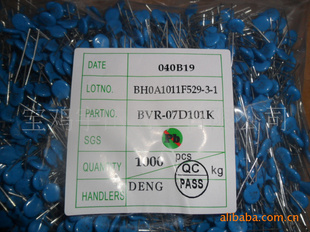 DATE 040B19
LOTNO. BH0A1011F529-3-1
PARTNO. BVR-07D101K
SGS Pb
QUANTITY 1000 pcs
kg
QC
PASS
HANDLERS DENG
alibaba.com.cn